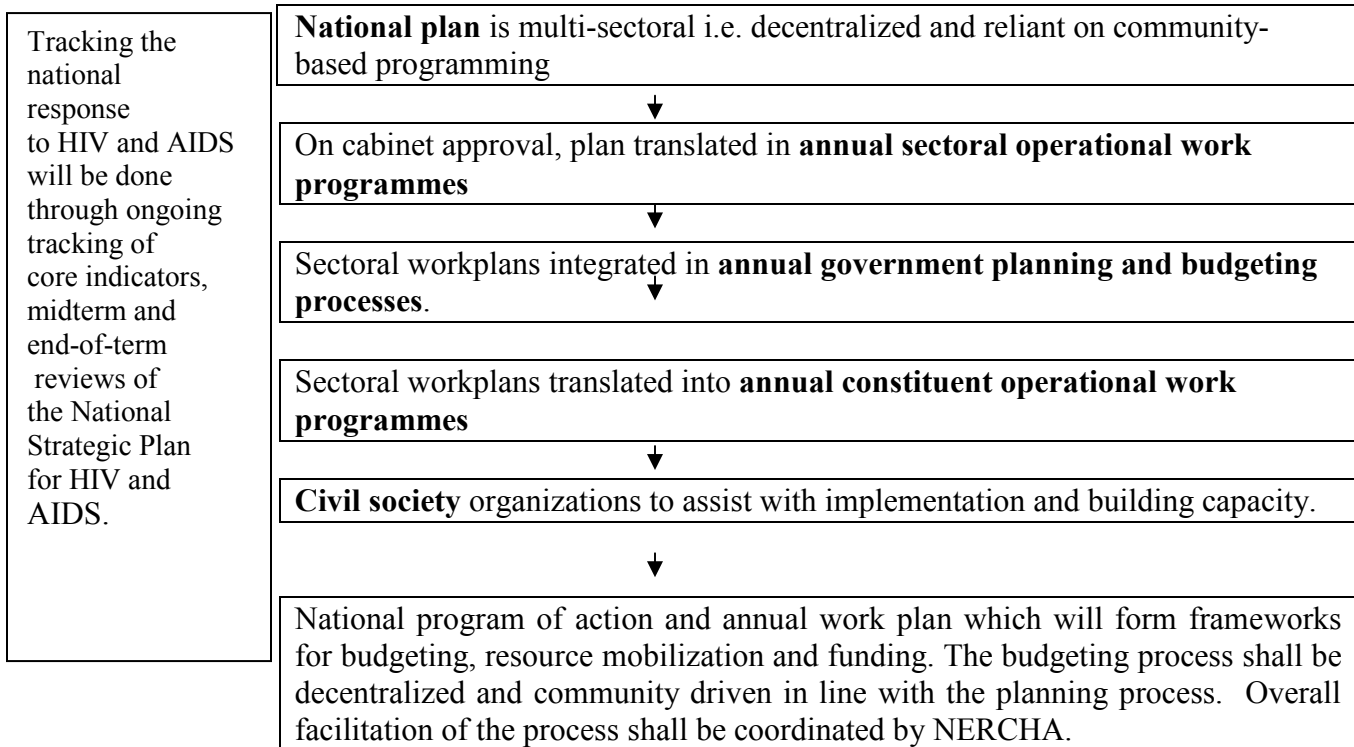 Tracking the
national
response
to HIV and AIDS
will be done
through ongoing
tracking of
core indicators,
midterm and
end-of-term
reviews of
the National
Strategic Plan
for HIV and
AIDS.
National plan is multi-sectoral i.e. decentralized and reliant on community-
based programming
On cabinet approval, plan translated in annual sectoral operational work
programmes
Sectoral workplans integrated in annual government planning and budgeting
processes.
Sectoral workplans translated into annual constituent operational work
programmes
Civil society organizations to assist with implementation and building capacity.
National program of action and annual work plan which will form frameworks
for budgeting, resource mobilization and funding. The budgeting process shall be
decentralized and community driven in line with the planning process. Overall
facilitation of the process shall be coordinated by NERCHA.